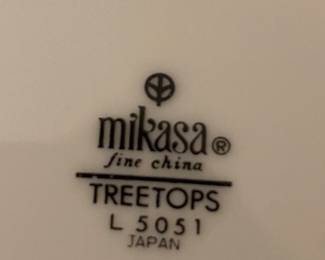 mikasa®
fine china
TREETOPS
L 5051
JAPAN